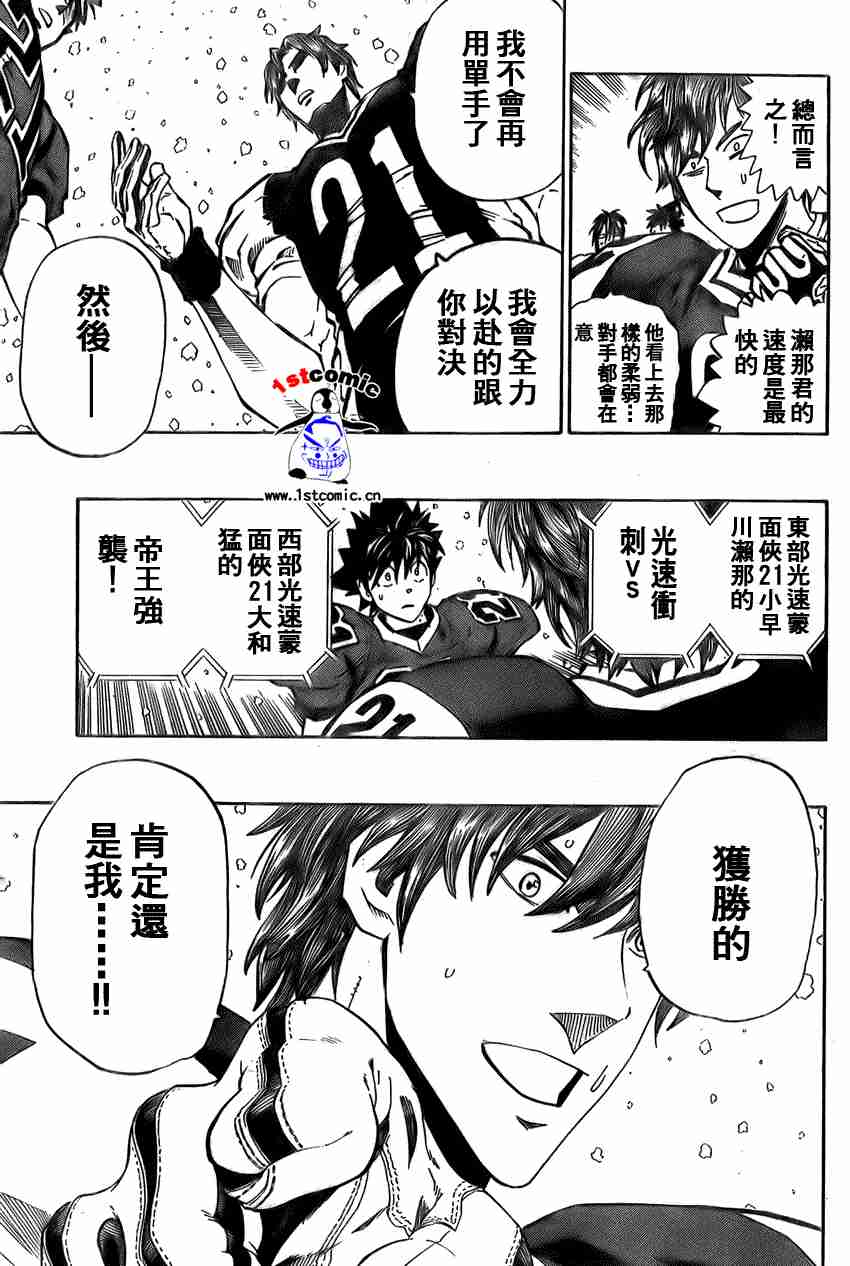 總而言
之！
瀨那君的
速度是最
快的
他看上去那
樣的柔弱…
對手都會在
意
我不會再
用單手了
我會全力
以赴的跟
你對決
然後—
1stcomic
www.1stcomic.cn
東部光速蒙
面俠21小早
川瀨那的
光速衝
刺VS
西部光速蒙
面俠21大和
猛的
帝王強
襲！
21
2
21
獲勝的
肯定還
是我……!!